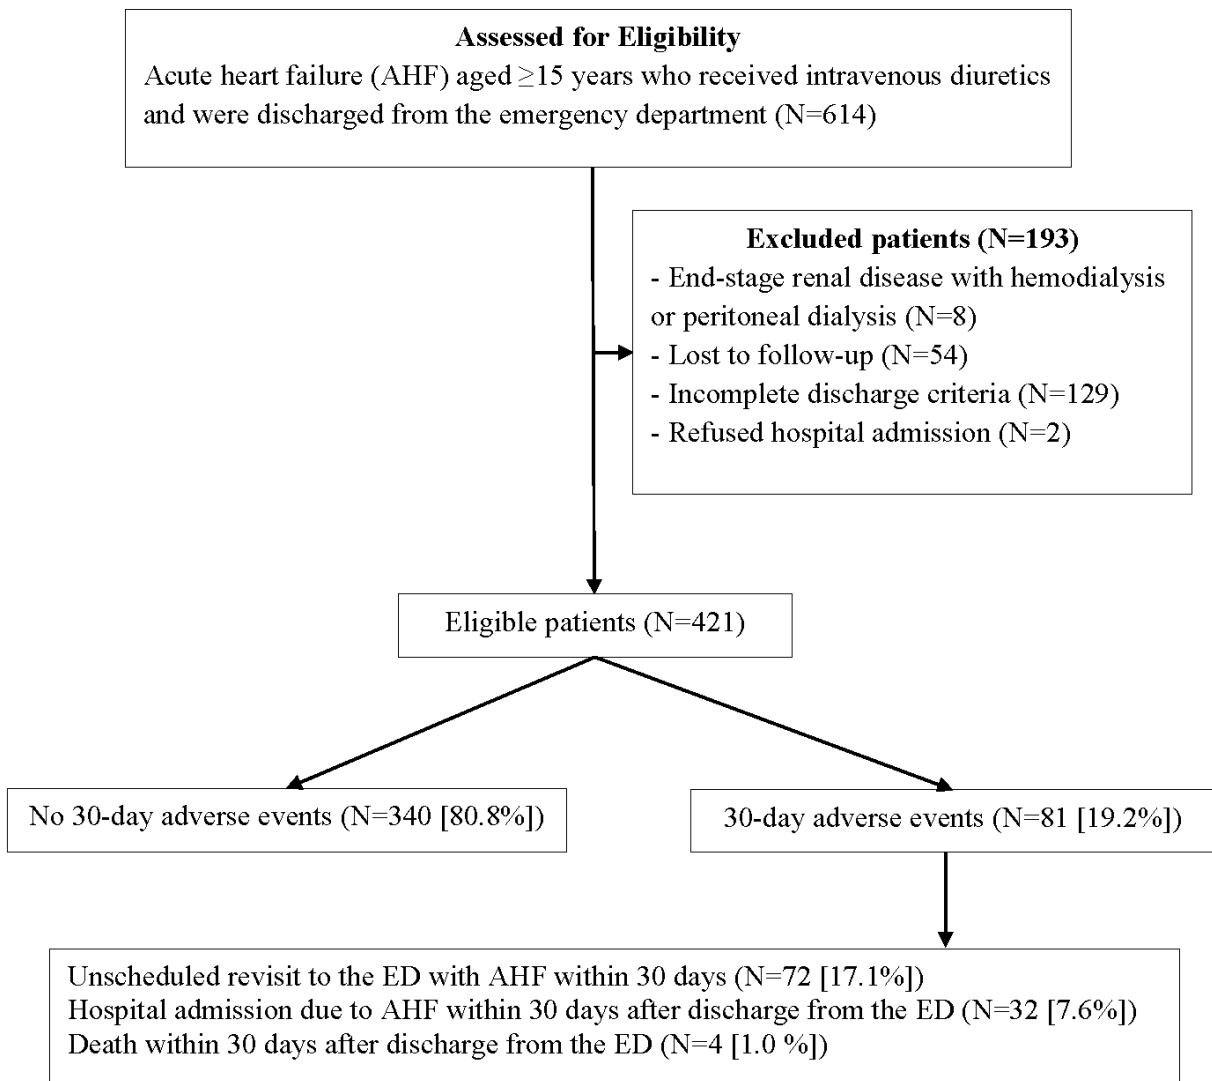 Assessed for Eligibility
Acute heart failure (AHF) aged ≥15 years who received intravenous diuretics
and were discharged from the emergency department (N=614)
Excluded patients (N=193)
- End-stage renal disease with hemodialysis
or peritoneal dialysis (N=8)
- Lost to follow-up (N=54)
- Incomplete discharge criteria (N=129)
- Refused hospital admission (N=2)
Eligible patients (N=421)
No 30-day adverse events (N=340 [80.8%])
30-day adverse events (N=81 [19.2%])
Unscheduled revisit to the ED with AHF within 30 days (N=72 [17.1%])
Hospital admission due to AHF within 30 days after discharge from the ED (N=32 [7.6%])
Death within 30 days after discharge from the ED (N=4 [1.0 %])